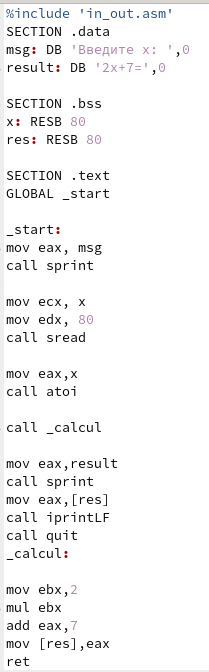 %include 'in_out.asm'
SECTION .data
msg: DB 'Введите x: ',0
result: DB '2x+7=',0
SECTION .bss
x: RESB 80
res: RESB 80
SECTION .text
GLOBAL _start
_start:
mov eax, msg
call sprint
mov ecx, x
mov edx, 80
call sread
mov eax,x
call atoi
call _calcul
mov eax,result
call sprint
mov eax,[res]
call iprintLF
call quit
_calcul:
mov ebx,2
mul ebx
add eax,7
mov [res],eax
ret